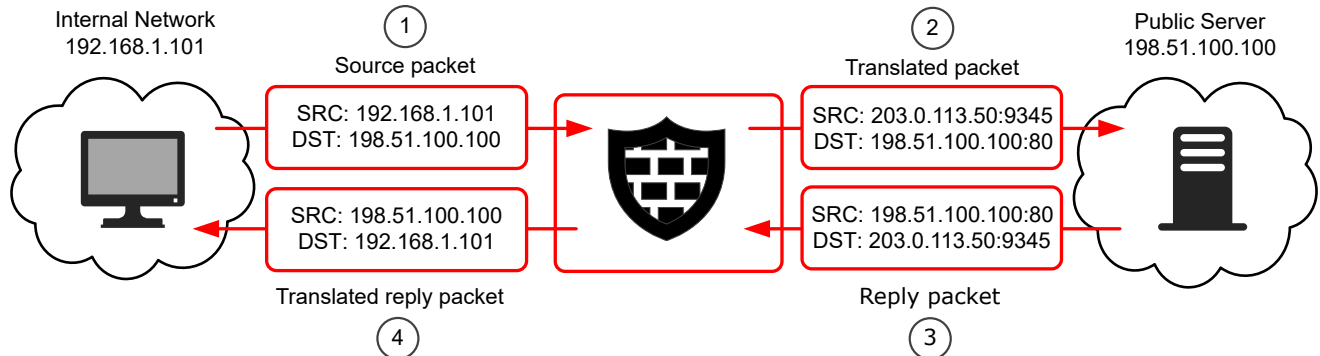 Internal Network
192.168.1.101
1
Source packet
2
Translated packet
Public Server
198.51.100.100
SRC: 192.168.1.101
DST: 198.51.100.100
SRC: 203.0.113.50:9345
DST: 198.51.100.100:80
SRC: 198.51.100.100
DST: 192.168.1.101
SRC: 198.51.100.100:80
DST: 203.0.113.50:9345
Translated reply packet
4
Reply packet
3